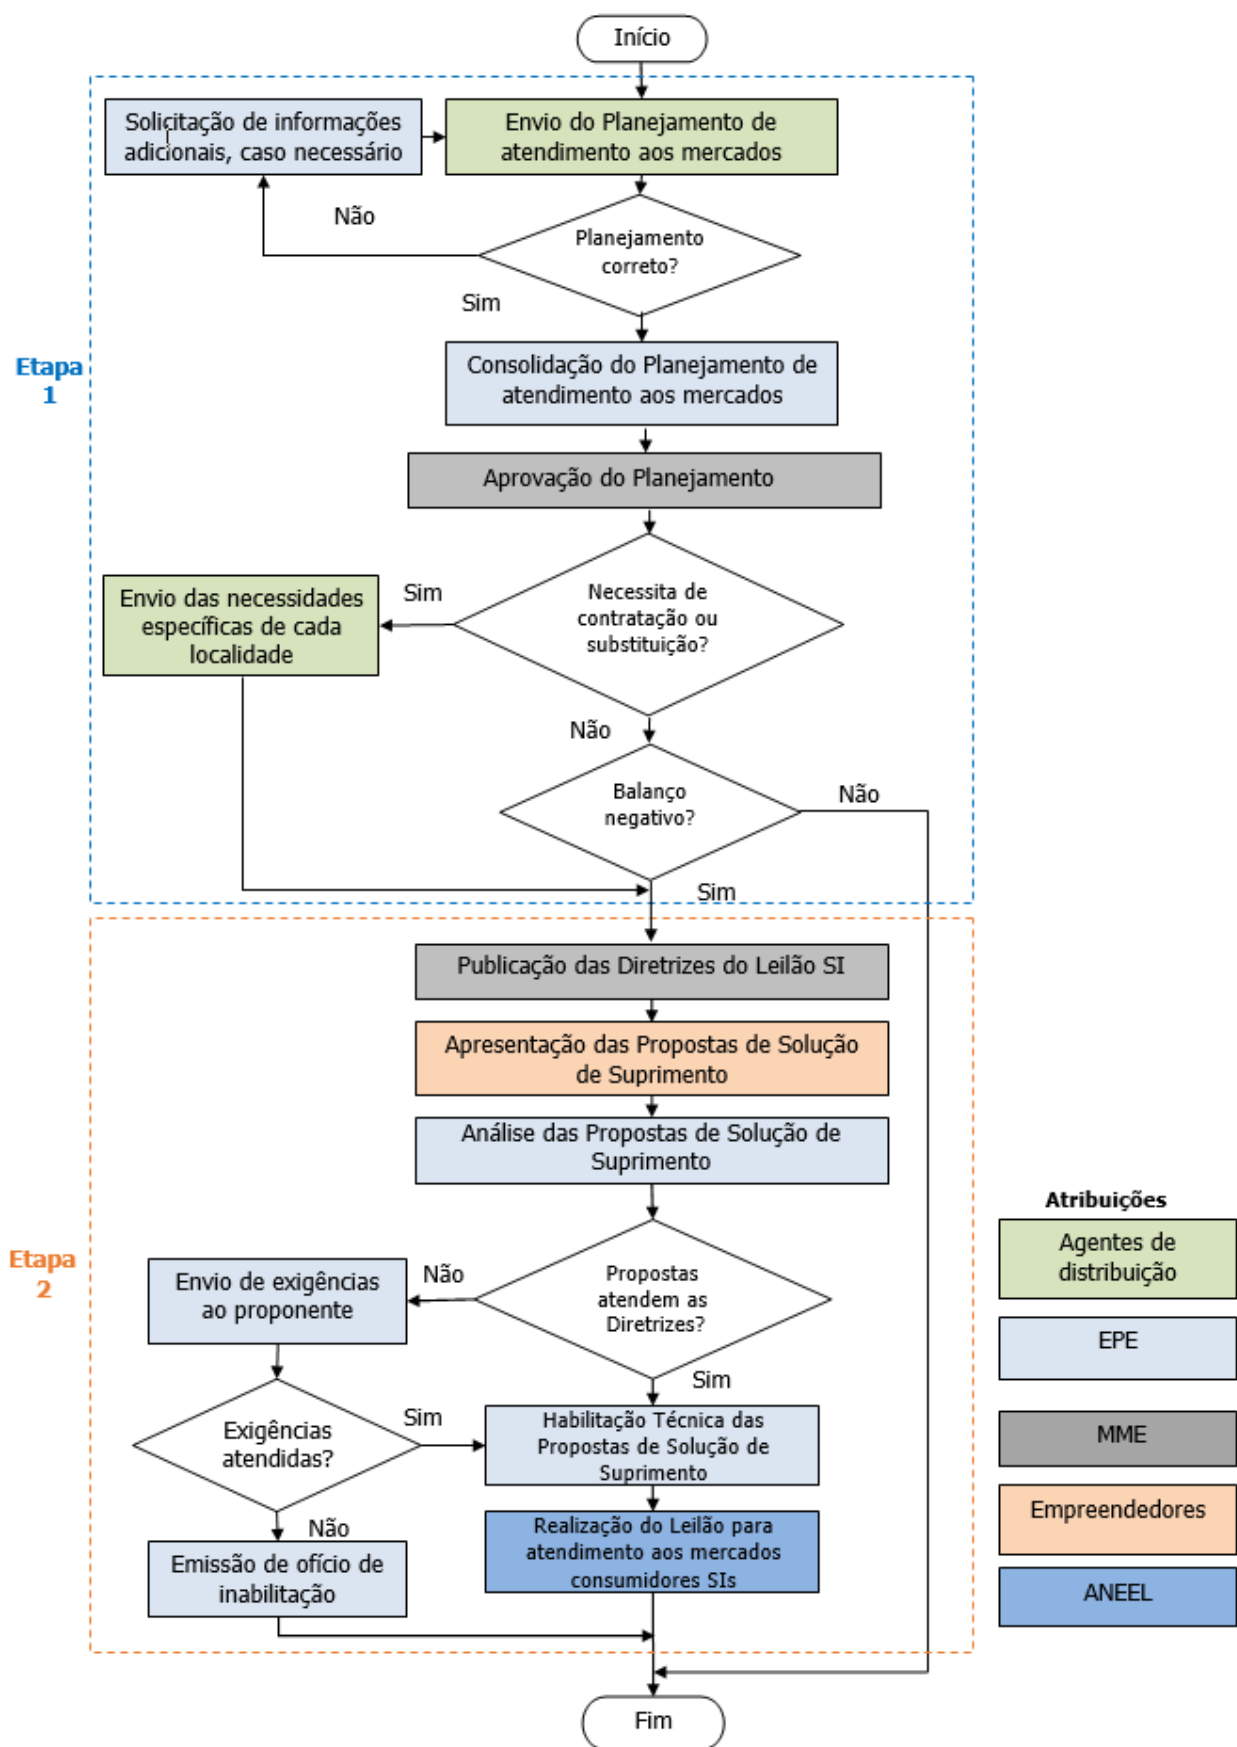 Início
Solicitação de informações
adicionais, caso necessário
Envio do Planejamento de
atendimento aos mercados
Não
Planejamento
correto?
Sim
Etapa
1
Consolidação do Planejamento de
atendimento aos mercados
Aprovação do Planejamento
Sim
Necessita de
contratação ou
substituição?
Envio das necessidades
específicas de cada
localidade
Não
Balanço
negativo?
Não
Sim
Publicação das Diretrizes do Leilão SI
Apresentação das Propostas de Solução
de Suprimento
Análise das Propostas de Solução de
Suprimento
Etapa
2
Não
Propostas
atendem as
Diretrizes?
Envio de exigências
ao proponente
Sim
Exigências
atendidas?
Sim
Habilitação Técnica das
Propostas de Solução de
Suprimento
Não
Emissão de ofício de
inabilitação
Realização do Leilão para
atendimento aos mercados
consumidores SIs
Fim
Atribuições
Agentes de
distribuição
EPE
MME
Empreendedores
ANEEL